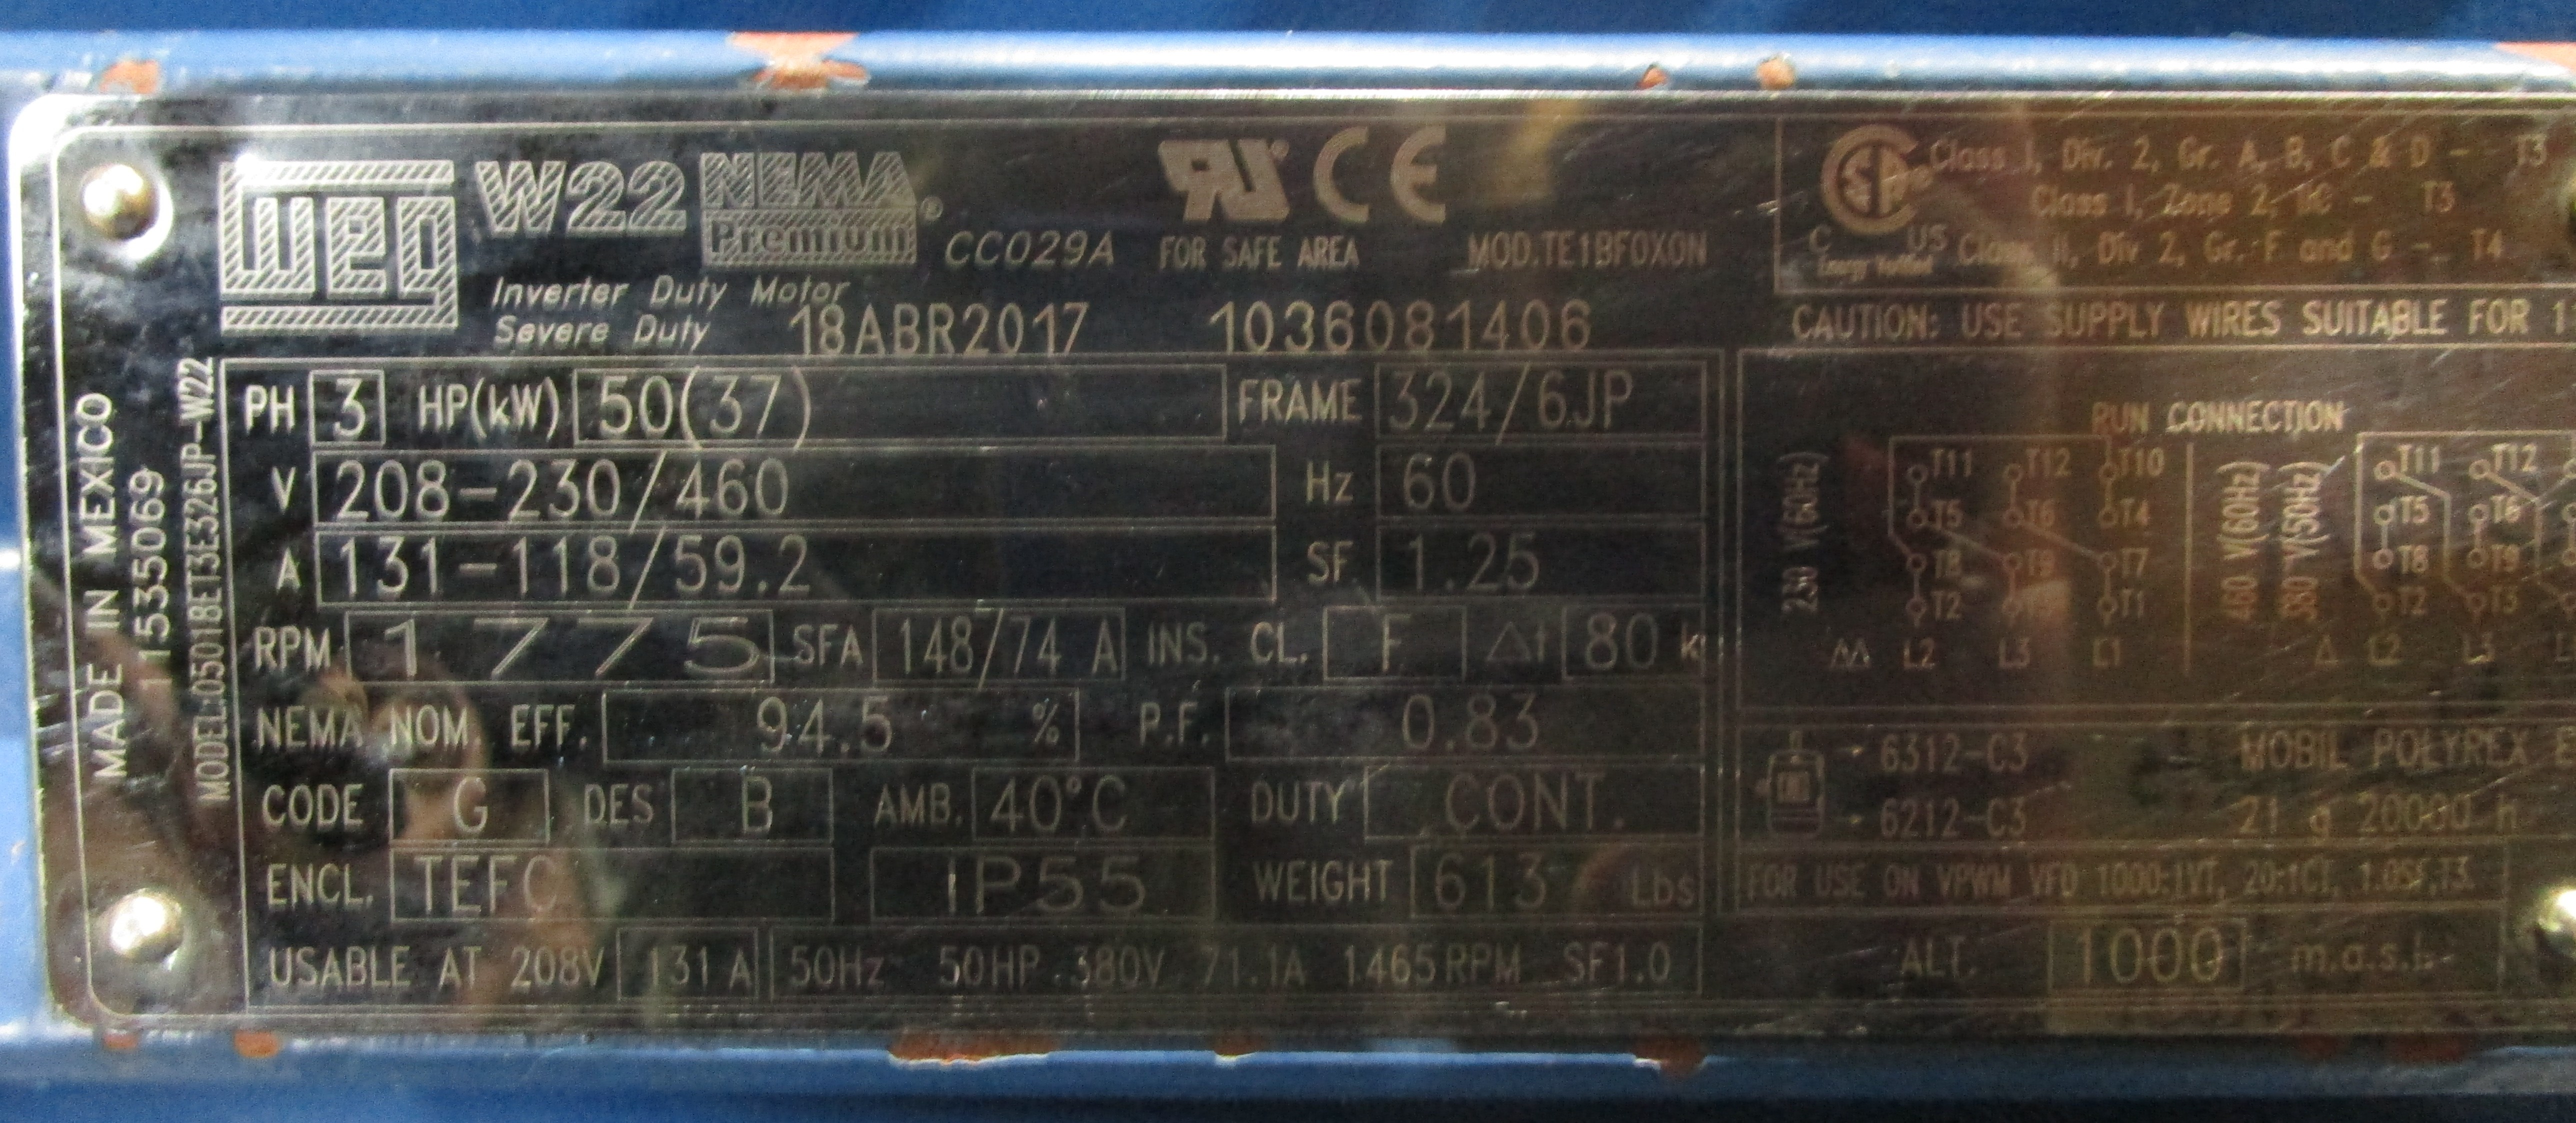 weg W22 NEMA Premium® CC029A FOR SAFE AREA MOD.TE1BF0X0N
Inverter Duty Motor
Severe Duty 18ABR2017 1036081406
MADE IN MEXICO
15335069
MODEL:05018ET3E326JP-W22
PH 3 HP(kW) 50(37) FRAME 324/6JP
V 208-230/460 Hz 60
A 131-118/59.2 SF 1.25
RPM 1775 SFA 148/74 A INS. CL. F Δt 80 K
NEMA NOM. EFF. 94.5 % P.F. 0.83
CODE G DES B AMB. 40°C DUTY CONT.
ENCL. TEFC IP55 WEIGHT 613 Lbs
USABLE AT 208V 131 A 50Hz 50HP 380V 71.1A 1465RPM SF1.0
CSA® C US Energy Verified
Class I, Div. 2, Gr. A, B, C & D - T3
Class I, Zone 2, IIC - T3
Class II, Div 2, Gr. F and G - T4
CAUTION: USE SUPPLY WIRES SUITABLE FOR
RUN CONNECTION
230 V(60Hz)
T11 T12 T10
T5 T6 T4
T8 T9 T7
T2 T3 T1
L2 L3 L1
460 V(60Hz)
380 V(50Hz)
T11 T12
T5 T6
T8 T9
T2 T3
Δ L2 L3
6312-C3 MOBIL POLYREX
6212-C3 21 g 20000 h
FOR USE ON VPWM VFD 1000:1VT, 20:1CT, 1.0SF,T3.
ALT. 1000 m.a.s.l.